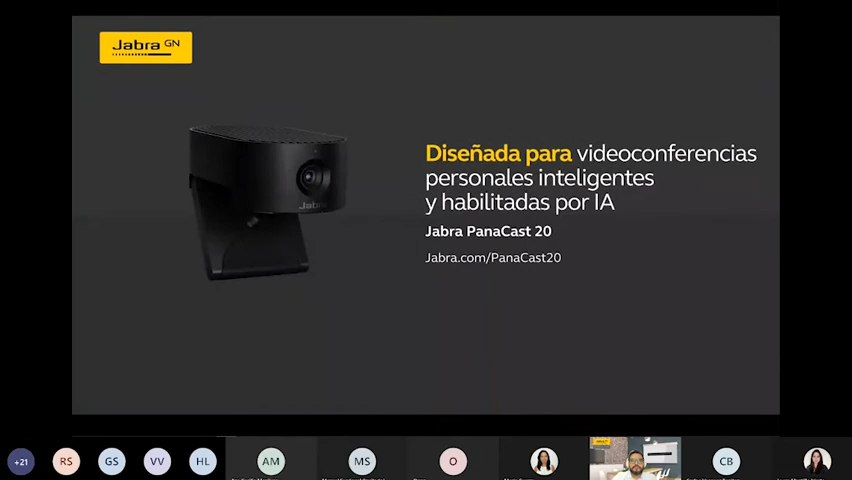 Jabra GN
Diseñada para videoconferencias
personales inteligentes
y habilitadas por IA
Jabra PanaCast 20
Jabra.com/PanaCast20
Jabra
+21
RS
GS
VV
HL
AM
MS
O
CB